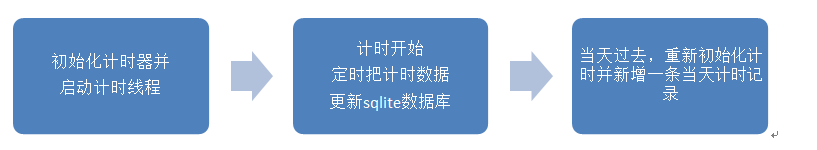 初始化计时器并
启动计时线程
计时开始
定时把计时数据
更新sqlite数据库
当天过去，重新初始化计
时并新增一条当天计时记
录